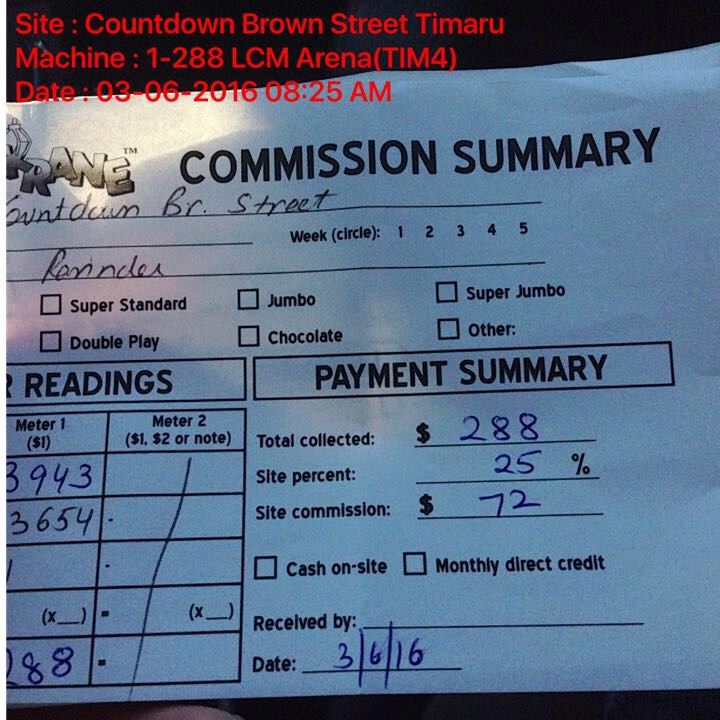 Site : Countdown Brown Street Timaru
Machine : 1-288 LCM Arena(TIM4)
Date : 03-06-2016 08:25 AM
RANE™ COMMISSION SUMMARY
ountdown Br. Street
Week (circle): 1 2 3 4 5
Ravinder
Super Standard Jumbo Super Jumbo
Double Play Chocolate Other:
R READINGS PAYMENT SUMMARY
Meter 1 Meter 2
($1) ($1, $2 or note)
Total collected: $ 288
3943
Site percent: 25 %
3654 -
Site commission: $ 72
-
Cash on-site Monthly direct credit
(x__) = (x__)
Received by:
288 =
Date: 3/6/16